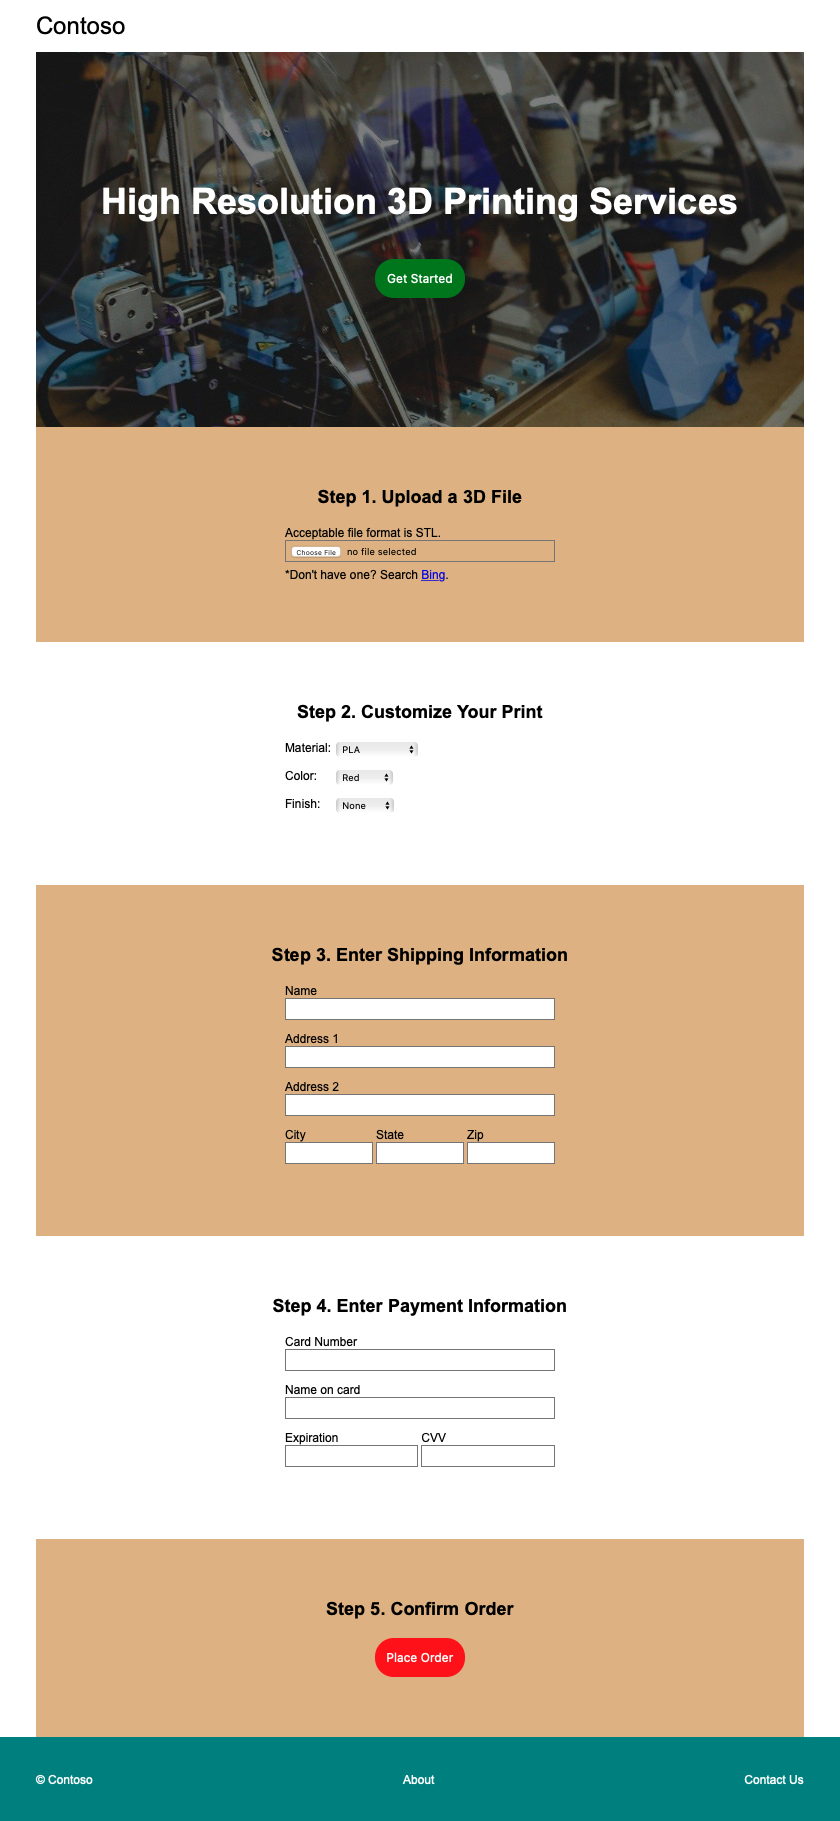 Contoso
High Resolution 3D Printing Services
Get Started
Step 1. Upload a 3D File
Acceptable file format is STL.
Choose File no file selected
*Don't have one? Search Bing.
Step 2. Customize Your Print
Material: PLA
Color: Red
Finish: None
Step 3. Enter Shipping Information
Name
Address 1
Address 2
City State Zip
Step 4. Enter Payment Information
Card Number
Name on card
Expiration CVV
Step 5. Confirm Order
Place Order
© Contoso About Contact Us